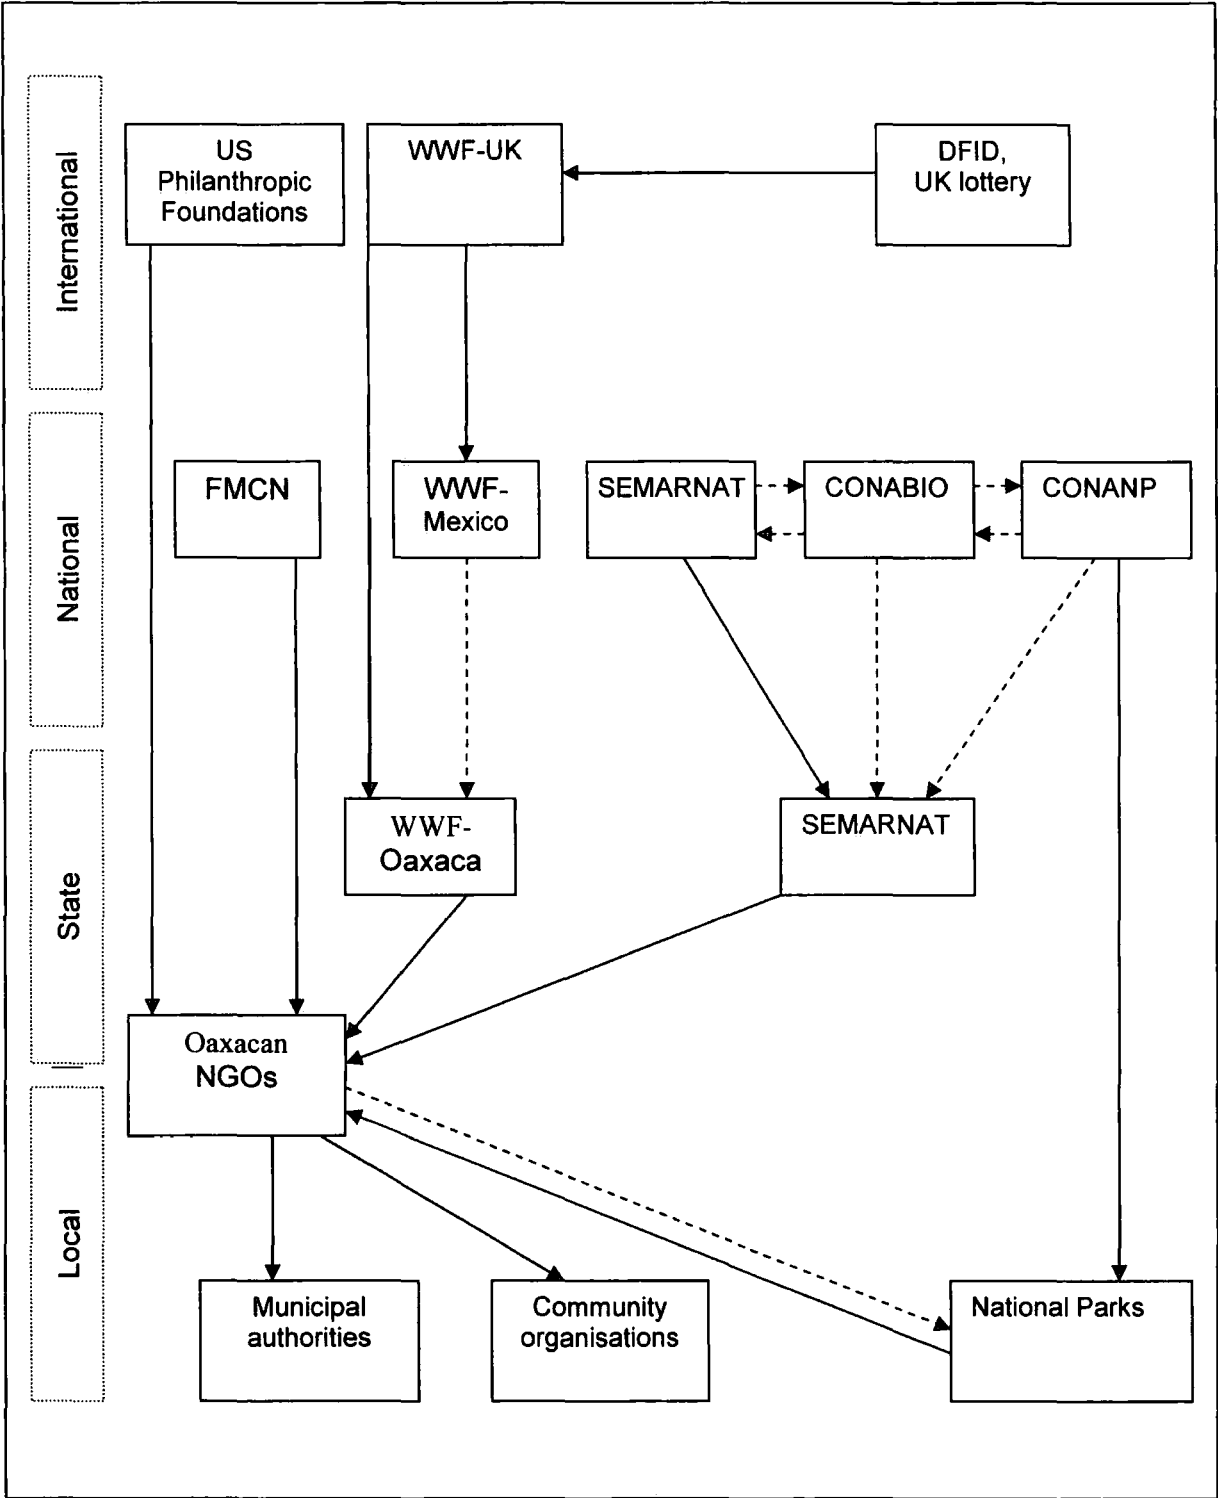 International
US
Philanthropic
Foundations
WWF-UK
DFID,
UK lottery
National
FMCN
WWF-
Mexico
SEMARNAT
CONABIO
CONANP
State
WWF-
Oaxaca
SEMARNAT
Oaxacan
NGOs
Local
Municipal
authorities
Community
organisations
National Parks